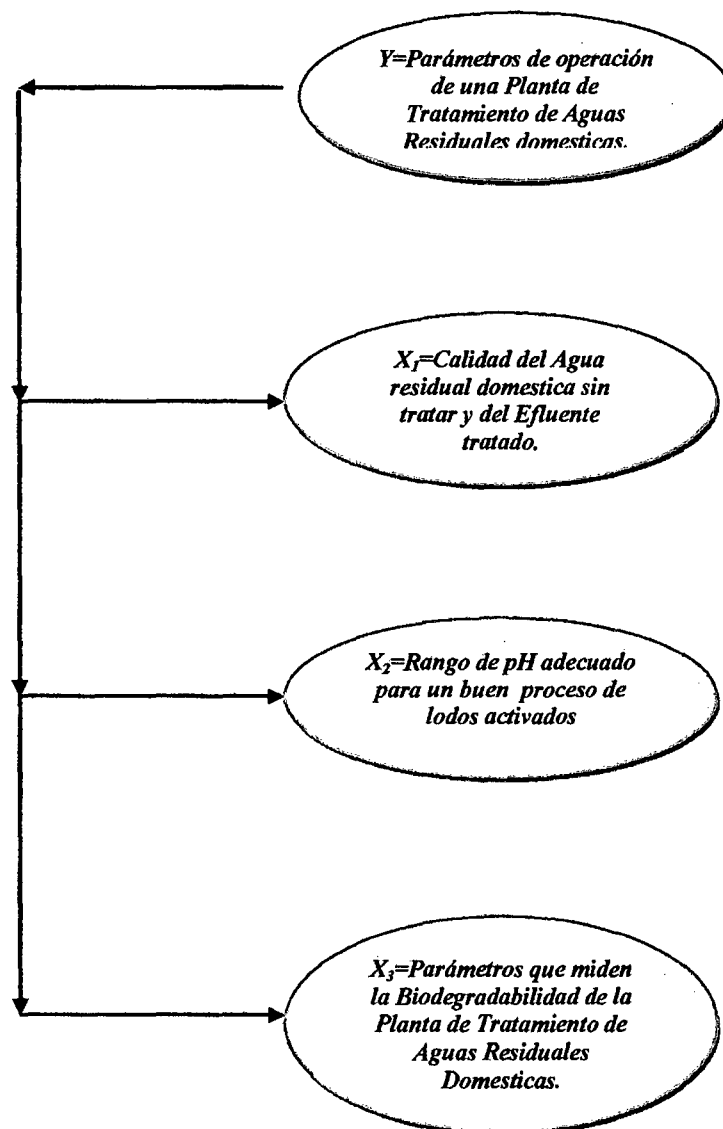 Y=Parámetros de operación
de una Planta de
Tratamiento de Aguas
Residuales domesticas.
X₁=Calidad del Agua
residual domestica sin
tratar y del Efluente
tratado.
X₂=Rango de pH adecuado
para un buen proceso de
lodos activados
X₃=Parámetros que miden
la Biodegradabilidad de la
Planta de Tratamiento de
Aguas Residuales
Domesticas.